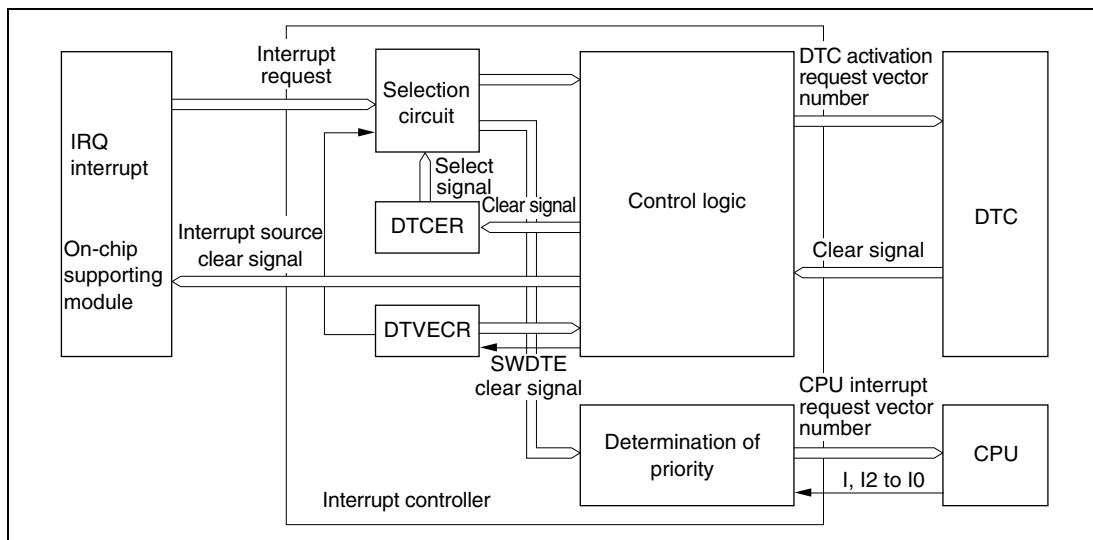 Interrupt
request
IRQ
interrupt
On-chip
supporting
module
Interrupt source
clear signal
Selection
circuit
Select
signal
DTCER
Clear signal
DTVECR
SWDTE
clear signal
Control logic
DTC activation
request vector
number
DTC
Clear signal
Determination of
priority
CPU interrupt
request vector
number
CPU
I, I2 to I0
Interrupt controller